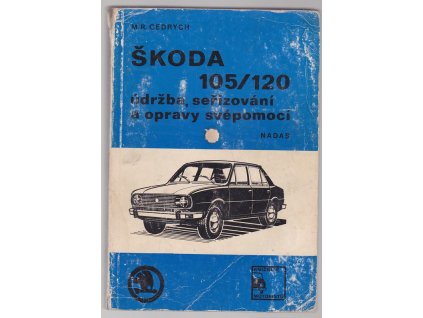 M.R. CEDRYCH
ŠKODA
105/120
údržba, seřizování
a opravy svépomocí
NADAS